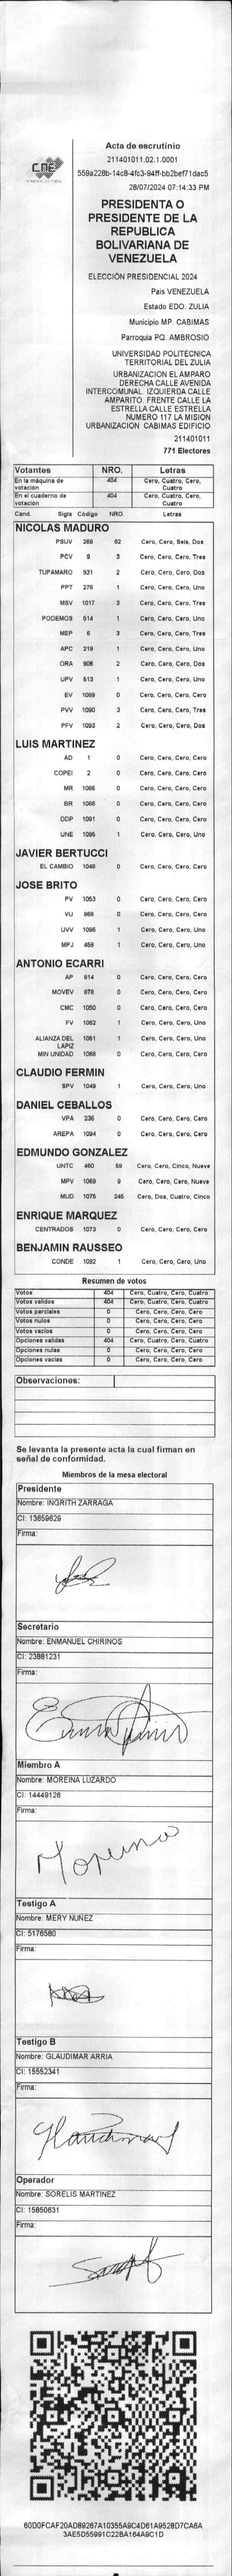 CNE
Acta de escrutinio
211401011.02.1.0001
559a228b-14c8-4fc3-94ff-bb2bef71dac5
28/07/2024 07:14:33 PM
PRESIDENTA O
PRESIDENTE DE LA
REPUBLICA
BOLIVARIANA DE
VENEZUELA
ELECCIÓN PRESIDENCIAL 2024
Pais VENEZUELA
Estado EDO. ZULIA
Municipio MP. CABIMAS
Parroquia PQ. AMBROSIO
UNIVERSIDAD POLITECNICA
TERRITORIAL DEL ZULIA
URBANIZACION EL AMPARO
DERECHA CALLE AVENIDA
INTERCOMUNAL. IZQUIERDA CALLE
AMPARITO. FRENTE CALLE LA
ESTRELLA CALLE ESTRELLA
NUMERO 117 LA MISION
URBANIZACION CABIMAS EDIFICIO
211401011
771 Electores
Votantes NRO. Letras
En la máquina de votación 404 Cero, Cuatro, Cero, Cuatro
En el cuaderno de votación 404 Cero, Cuatro, Cero, Cuatro
Cand. Sigla Código NRO. Letras
NICOLAS MADURO
PSUV 269 62 Cero, Cero, Seis, Dos
PCV 5 3 Cero, Cero, Cero, Tres
TUPAMARO 931 2 Cero, Cero, Cero, Dos
PPT 276 1 Cero, Cero, Cero, Uno
MSV 1017 3 Cero, Cero, Cero, Tres
PODEMOS 514 1 Cero, Cero, Cero, Uno
MEP 6 3 Cero, Cero, Cero, Tres
APC 219 1 Cero, Cero, Cero, Uno
ORA 906 2 Cero, Cero, Cero, Dos
UPV 513 1 Cero, Cero, Cero, Uno
EV 1089 0 Cero, Cero, Cero, Cero
PVV 1090 3 Cero, Cero, Cero, Tres
PFV 1093 2 Cero, Cero, Cero, Dos
LUIS MARTINEZ
AD 1 0 Cero, Cero, Cero, Cero
COPEI 2 0 Cero, Cero, Cero, Cero
MR 1066 0 Cero, Cero, Cero, Cero
BR 1068 0 Cero, Cero, Cero, Cero
DDP 1091 0 Cero, Cero, Cero, Cero
UNE 1095 1 Cero, Cero, Cero, Uno
JAVIER BERTUCCI
EL CAMBIO 1048 0 Cero, Cero, Cero, Cero
JOSE BRITO
PV 1053 0 Cero, Cero, Cero, Cero
VU 868 0 Cero, Cero, Cero, Cero
UVV 1096 1 Cero, Cero, Cero, Uno
MPJ 458 1 Cero, Cero, Cero, Uno
ANTONIO ECARRI
AP 814 0 Cero, Cero, Cero, Cero
MOVEV 878 0 Cero, Cero, Cero, Cero
CMC 1050 0 Cero, Cero, Cero, Cero
FV 1062 1 Cero, Cero, Cero, Uno
ALIANZA DEL LAPIZ 1061 1 Cero, Cero, Cero, Uno
MIN UNIDAD 1068 0 Cero, Cero, Cero, Cero
CLAUDIO FERMIN
SPV 1049 1 Cero, Cero, Cero, Uno
DANIEL CEBALLOS
VPA 236 0 Cero, Cero, Cero, Cero
AREPA 1094 0 Cero, Cero, Cero, Cero
EDMUNDO GONZALEZ
UNTC 460 59 Cero, Cero, Cinco, Nueve
MPV 1069 9 Cero, Cero, Cero, Nueve
MUD 1075 245 Cero, Dos, Cuatro, Cinco
ENRIQUE MARQUEZ
CENTRADOS 1073 0 Cero, Cero, Cero, Cero
BENJAMIN RAUSSEO
CONDE 1092 1 Cero, Cero, Cero, Uno
Resumen de votos
Votos 404 Cero, Cuatro, Cero, Cuatro
Votos validos 404 Cero, Cuatro, Cero, Cuatro
Votos parciales 0 Cero, Cero, Cero, Cero
Votos nulos 0 Cero, Cero, Cero, Cero
Votos vacios 0 Cero, Cero, Cero, Cero
Opciones validas 404 Cero, Cuatro, Cero, Cuatro
Opciones nulas 0 Cero, Cero, Cero, Cero
Opciones vacias 0 Cero, Cero, Cero, Cero
Observaciones:
Se levanta la presente acta la cual firman en
señal de conformidad.
Miembros de la mesa electoral
Presidente
Nombre: INGRITH ZARRAGA
CI: 13659629
Firma:
Secretario
Nombre: ENMANUEL CHIRINOS
CI: 23881231
Firma:
Miembro A
Nombre: MOREINA LUZARDO
CI: 14449126
Firma:
Testigo A
Nombre: MERY NUÑEZ
CI: 5176580
Firma:
Testigo B
Nombre: GLAUDIMAR ARRIA
CI: 15552341
Firma:
Operador
Nombre: SORELIS MARTINEZ
CI: 15850631
Firma:
60D0FCAF20AD89267A10355A9C4D61A9528D7CA6A
3AE5D55991C22BA164A9C1D